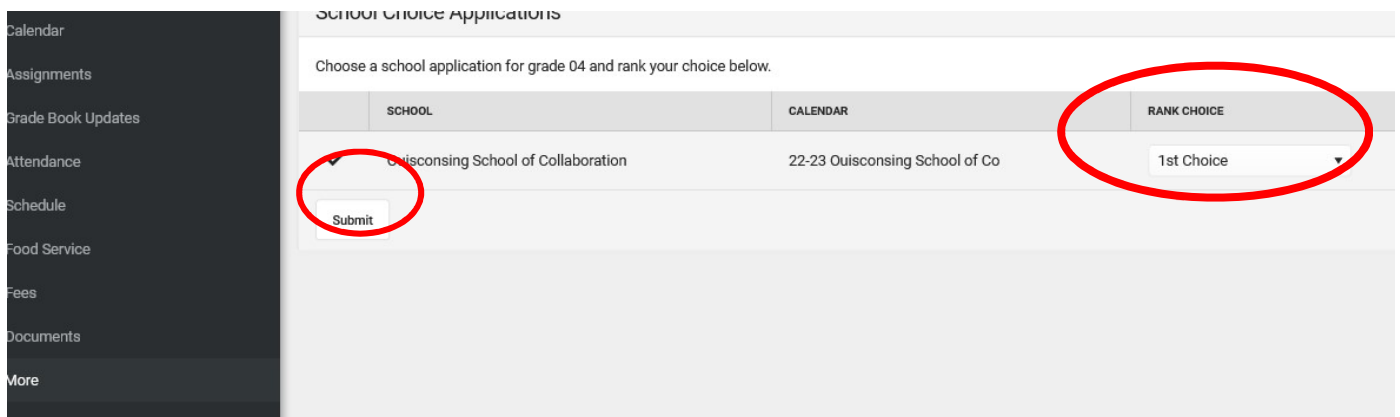 School Choice Applications
Calendar
Assignments
Grade Book Updates
Attendance
Schedule
Food Service
Fees
Documents
More
Choose a school application for grade 04 and rank your choice below.
SCHOOL CALENDAR RANK CHOICE
Ouisconsing School of Collaboration 22-23 Ouisconsing School of Co 1st Choice
Submit